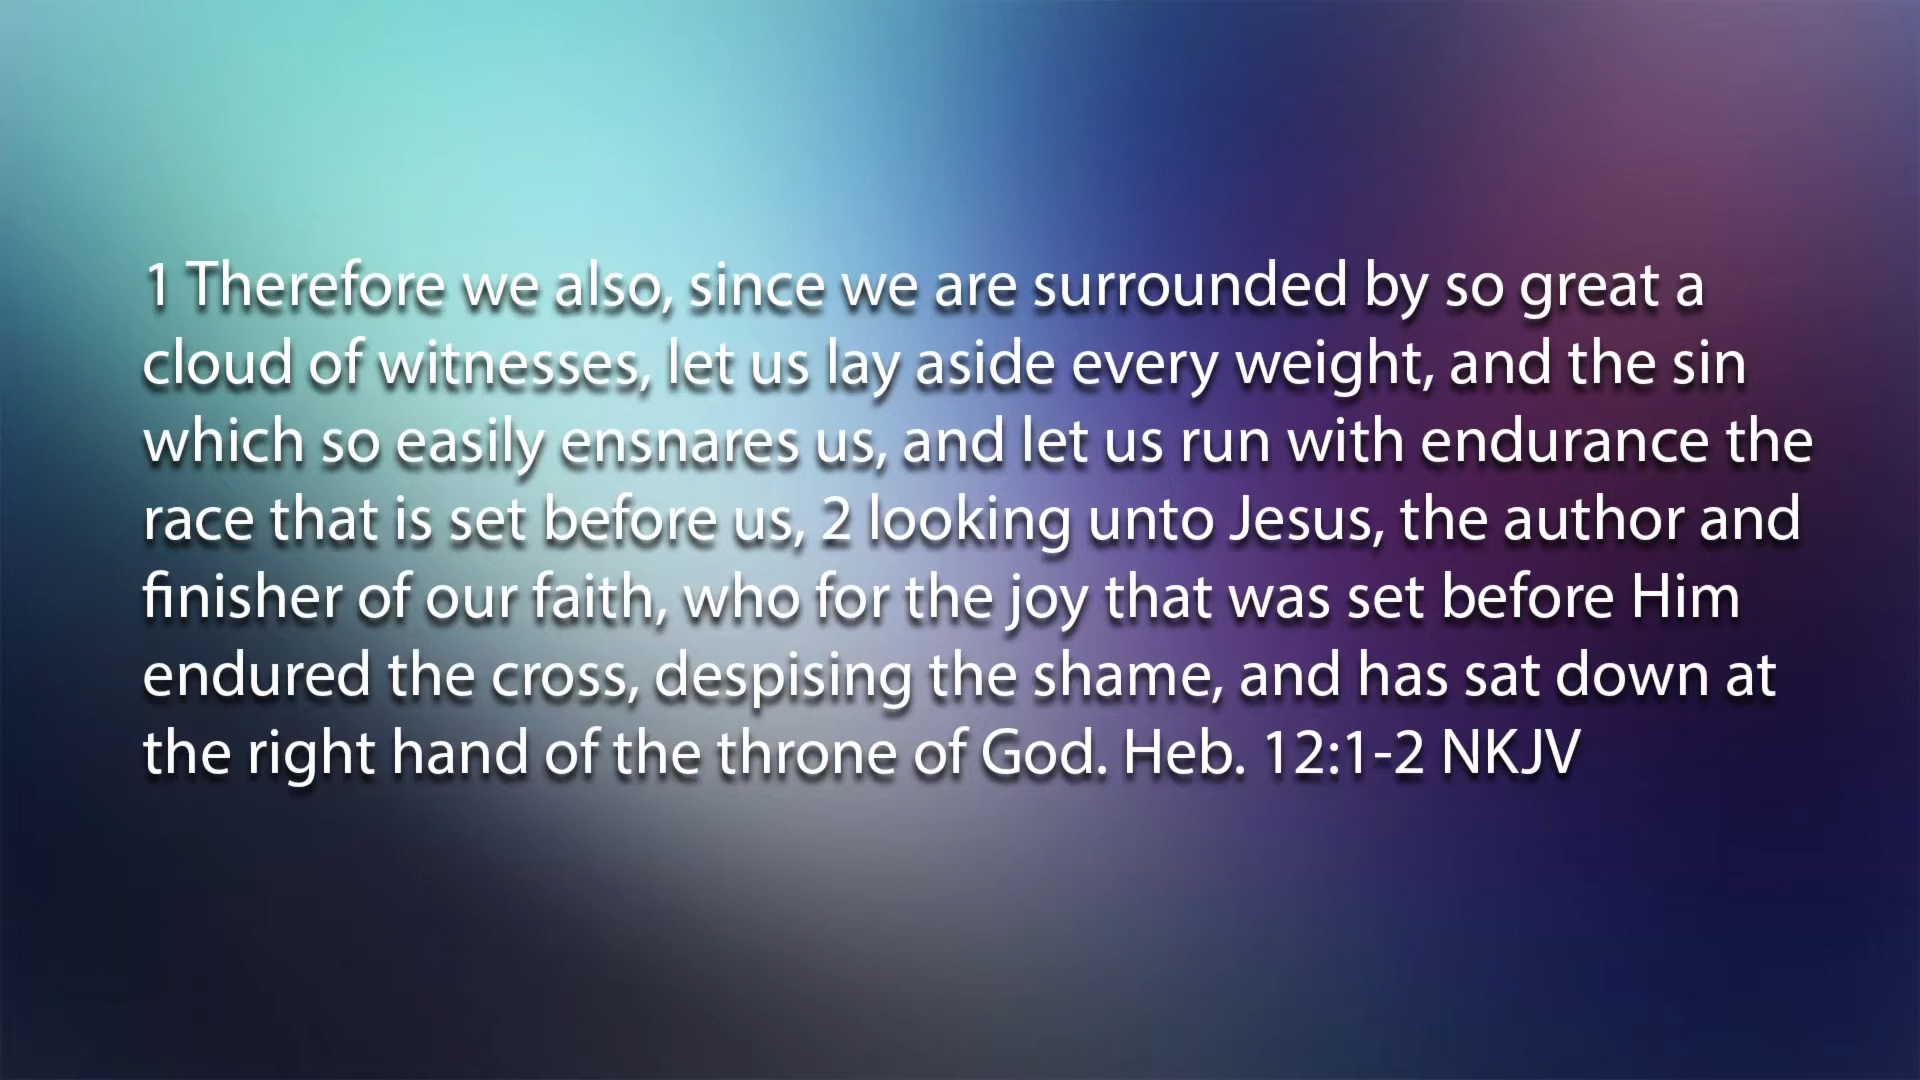 1 Therefore we also, since we are surrounded by so great a
cloud of witnesses, let us lay aside every weight, and the sin
which so easily ensnares us, and let us run with endurance the
race that is set before us, 2 looking unto Jesus, the author and
finisher of our faith, who for the joy that was set before Him
endured the cross, despising the shame, and has sat down at
the right hand of the throne of God. Heb. 12:1-2 NKJV